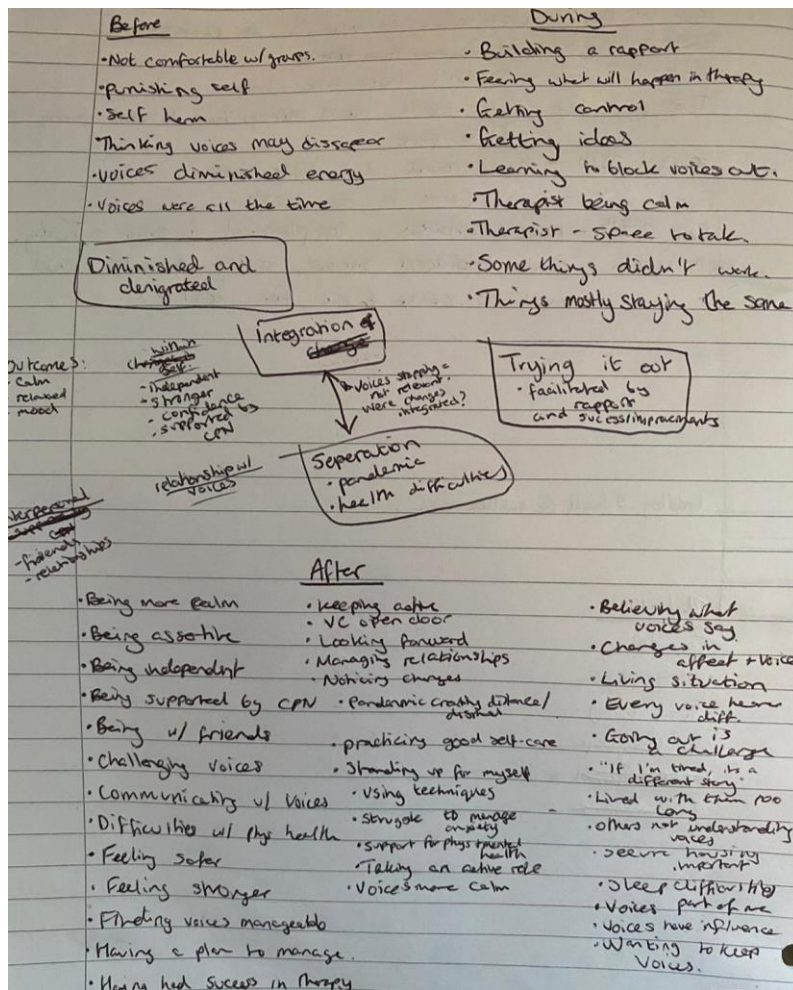 Before
· Not comfortable w/ groups.
· punishing self
· self harm
· Thinking voices may dissapear
· voices diminished energy
· Voices were all the time
Diminished and
denigrated
During
· Building a rapport
· Fearing what will happen in therapy
· Getting control
· Getting ideas
· Learning to block voices out.
· Therapist being calm
· Therapist - space to talk.
· Some things didn't work.
· Things mostly staying the same
Integration
Voices stopping =
not relevant.
were changes
integrated?
Trying it out
· facilitated by
rapport
and success/improvements
Seperation
· pandemic
· health difficulties
Outcomes:
- Calm
relaxed
- mood
within
self:
- independent
- stronger
- confidence
- supported by
CPN
relationship w/
voices
interpersonal
- friends
- relationships
After
· Being more calm
· Being assertive
· Being independent
· Being supported by CPN
· Being w/ friends
· Challenging voices
· Communicating w/ Voices
· Difficulties w/ phys health
· Feeling safer
· Feeling stronger
· Finding voices manageable
· Having a plan to manage.
· Having had sucess in therapy
· keeping active
· VC open door
· Looking forward
· Managing relationships
· Noticing changes
· Pandemic creating distance/
dismal
· practicing good self-care
· Standing up for myself
· Using techniques
· struggle to manage
anxiety
· support for phys + mental
health
· Taking an active role
· Voices more calm
· Believing what
voices say
· Changes in
affect + voice
· Living situation
· Every voice hearer
diff.
· Going out is
a challenge
· "If I'm tired, its a
different story"
· Lived with them too
long
· others not understanding
voices
· secure housing
important
· Sleep difficulties
· Voices part of me
· Voices have influence
· Wanting to keep
voices.